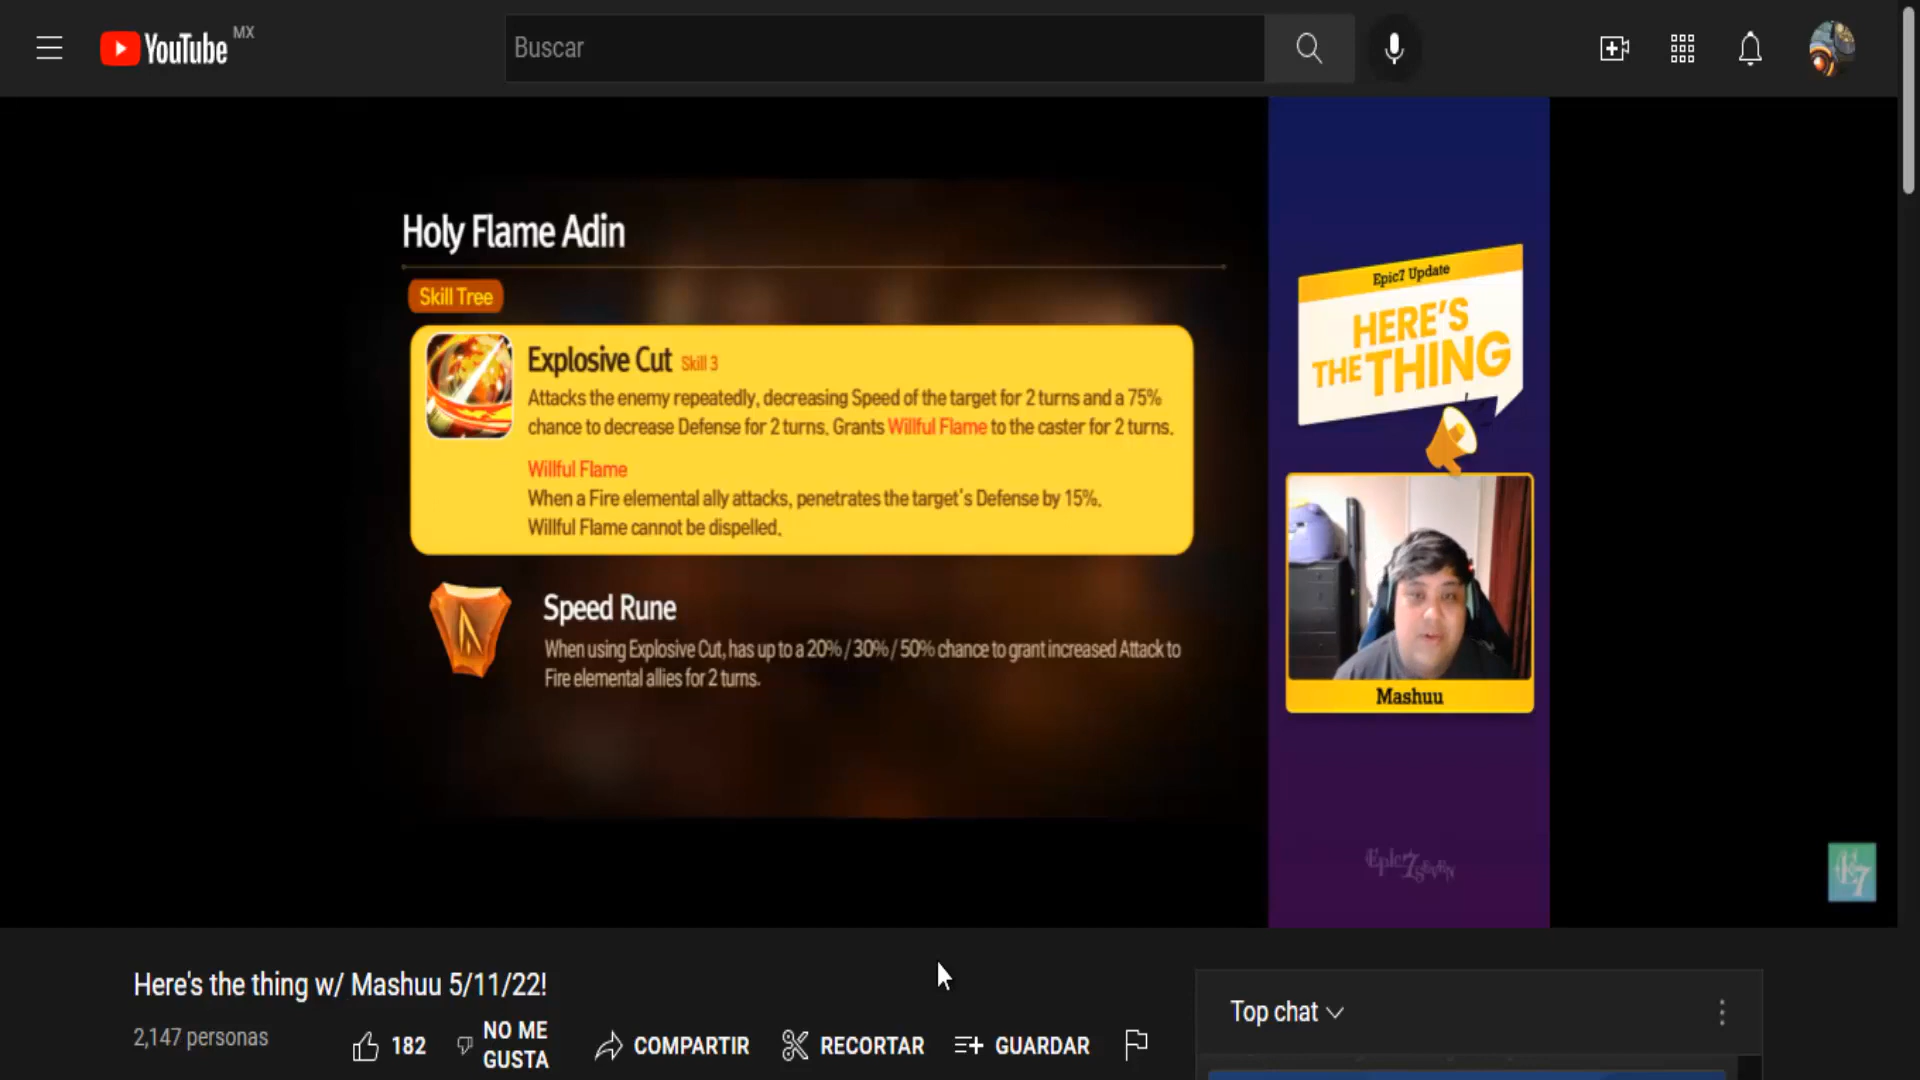 YouTube MX
Buscar
Holy Flame Adin
Skill Tree
Explosive Cut Skill 3
Attacks the enemy repeatedly, decreasing Speed of the target for 2 turns and a 75%
chance to decrease Defense for 2 turns. Grants Willful Flame to the caster for 2 turns.
Willful Flame
When a Fire elemental ally attacks, penetrates the target's Defense by 15%.
Willful Flame cannot be dispelled.
Speed Rune
When using Explosive Cut, has up to a 20% / 30% / 50% chance to grant increased Attack to
Fire elemental allies for 2 turns.
Epic7 Update
HERE'S
THE THING
Mashuu
Epic7 SEVEN
E7
Here's the thing w/ Mashuu 5/11/22!
2,147 personas
182
NO ME
GUSTA
COMPARTIR
RECORTAR
GUARDAR
Top chat